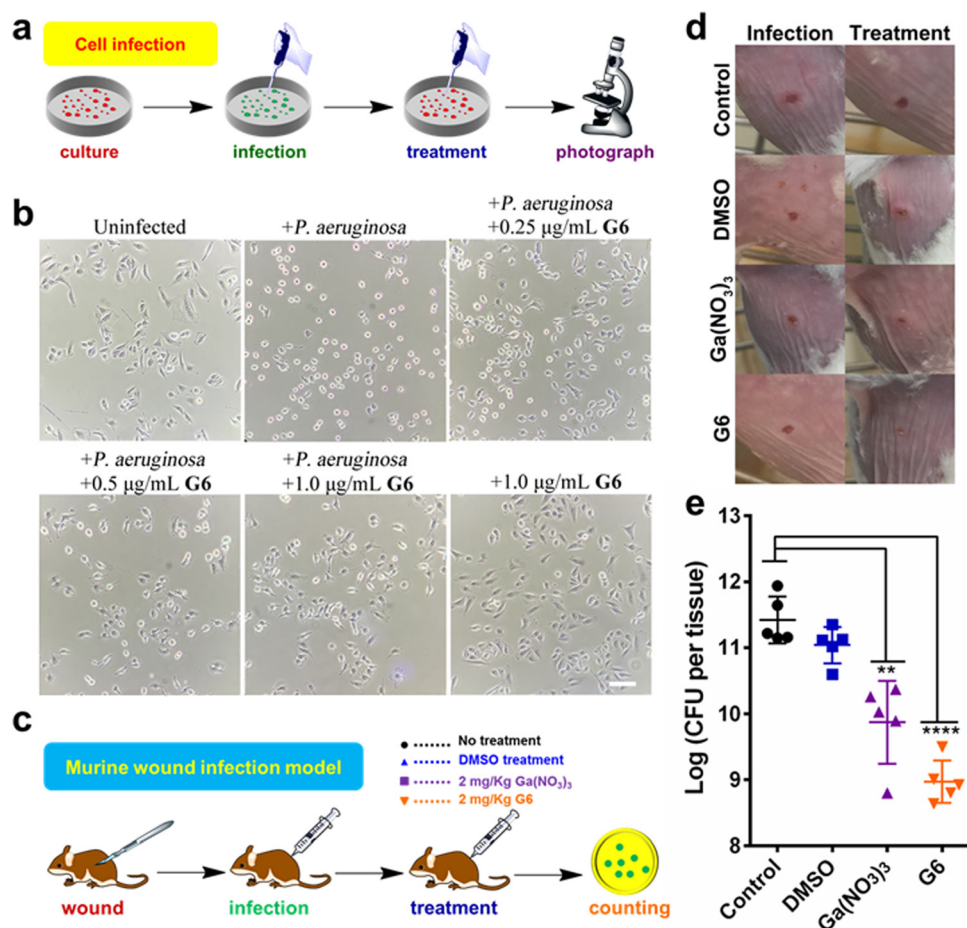 a
Cell infection
culture
infection
treatment
photograph
b
Uninfected
+P. aeruginosa
+P. aeruginosa
+0.25 μg/mL G6
+P. aeruginosa
+0.5 μg/mL G6
+P. aeruginosa
+1.0 μg/mL G6
+1.0 μg/mL G6
c
Murine wound infection model
No treatment
DMSO treatment
2 mg/Kg Ga(NO₃)₃
2 mg/Kg G6
wound
infection
treatment
counting
d
Infection
Treatment
Control
DMSO
Ga(NO₃)₃
G6
e
Log (CFU per tissue)
13
12
11
10
9
8
**
****
Control
DMSO
Ga(NO₃)₃
G6